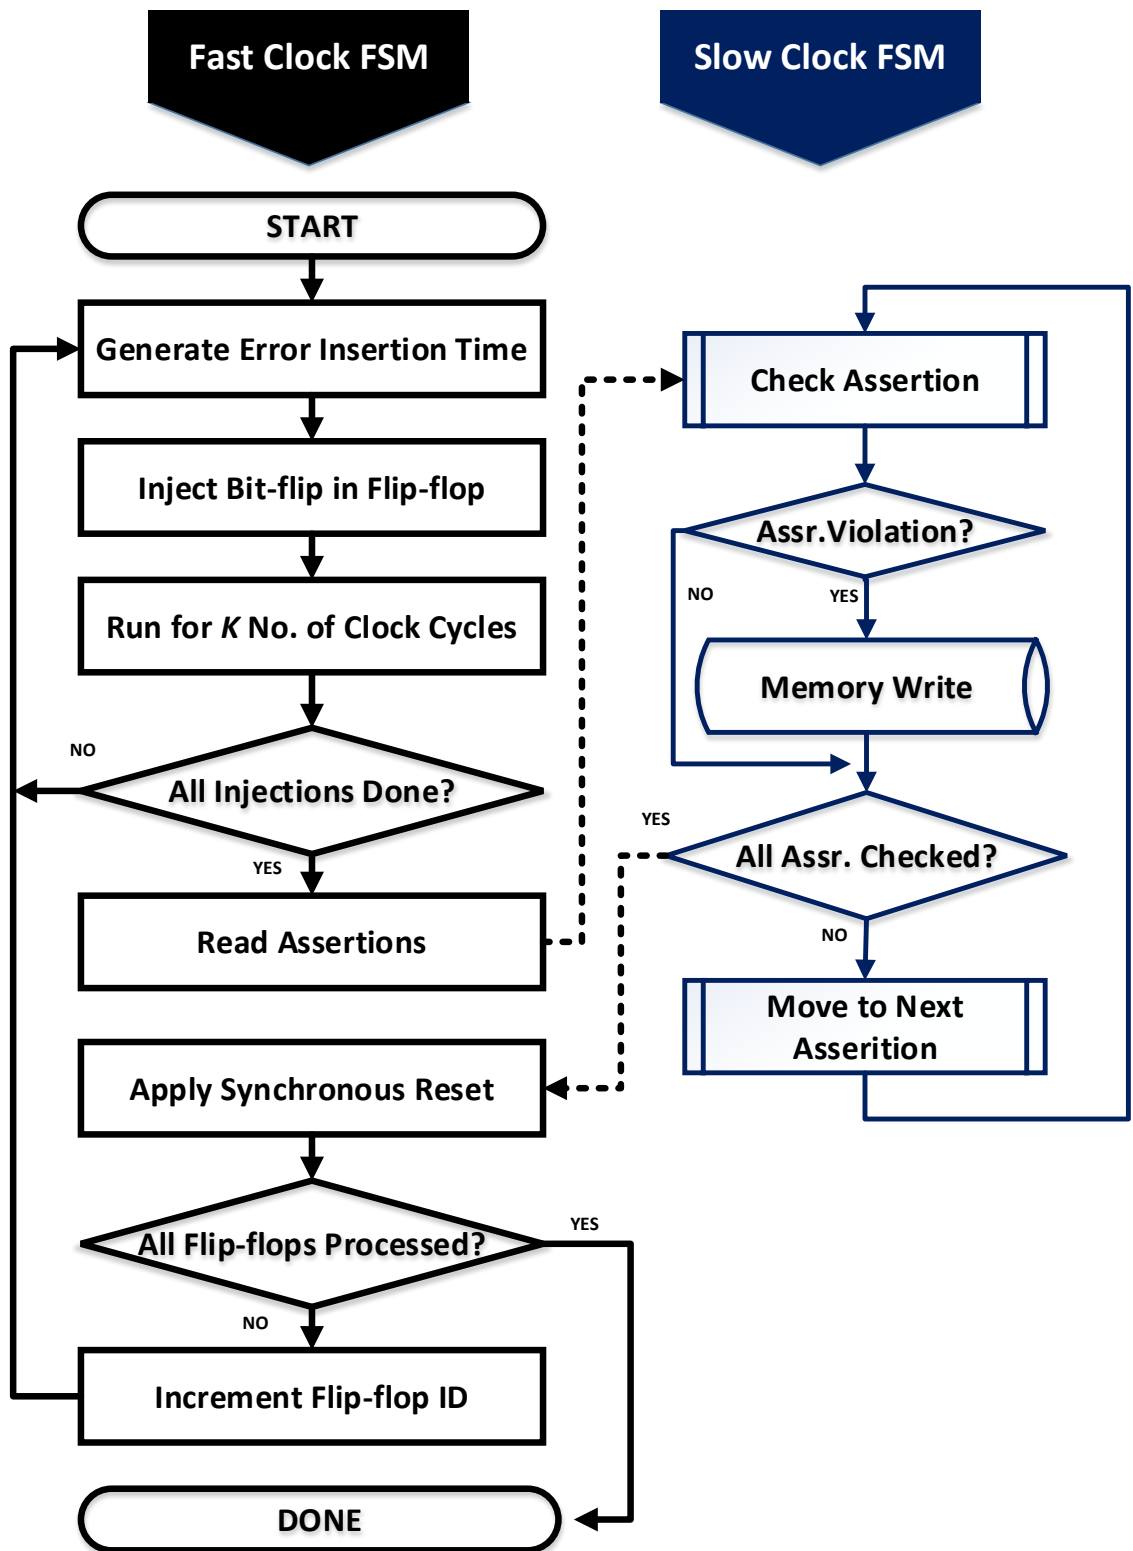 Fast Clock FSM
Slow Clock FSM
START
Generate Error Insertion Time
Inject Bit-flip in Flip-flop
Run for K No. of Clock Cycles
NO
All Injections Done?
YES
Read Assertions
Apply Synchronous Reset
All Flip-flops Processed?
YES
NO
Increment Flip-flop ID
DONE
Check Assertion
Assr.Violation?
NO
YES
Memory Write
YES
All Assr. Checked?
NO
Move to Next
Asserition